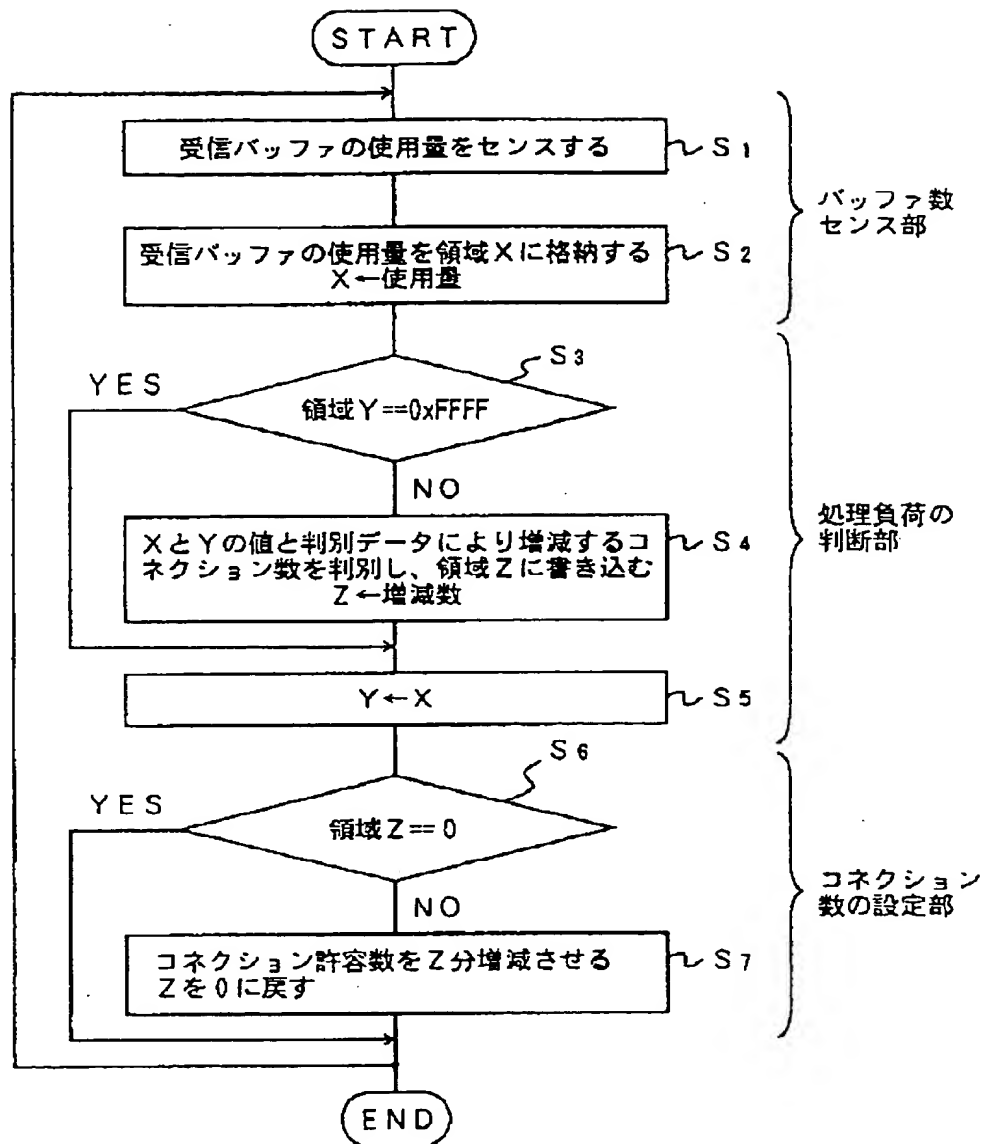 START
受信バッファの使用量をセンスする
S1
受信バッファの使用量を領域Xに格納する
X←使用量
S2
バッファ数
センス部
S3
YES
領域Y==0xFFFF
NO
XとYの値と判別データにより増減するコ
ネクション数を判別し、領域Zに書き込む
Z←増減数
S4
処理負荷の
判断部
Y←X
S5
S6
YES
領域Z==0
NO
コネクション許容数をZ分増減させる
Zを0に戻す
S7
コネクション
数の設定部
END